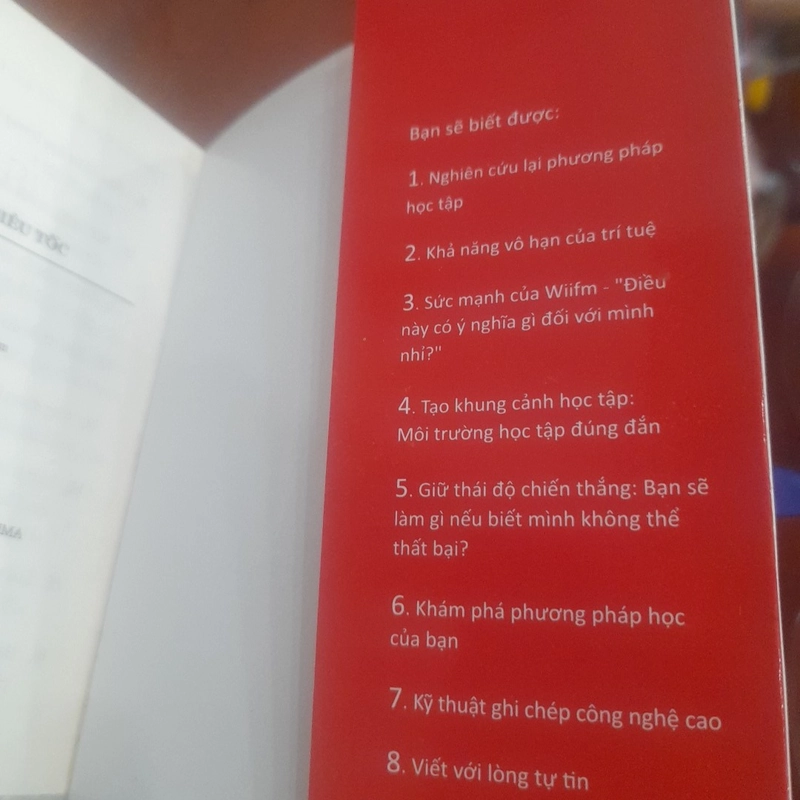 Bạn sẽ biết được:
1. Nghiên cứu lại phương pháp
học tập
2. Khả năng vô hạn của trí tuệ
3. Sức mạnh của Wiifm - "Điều
này có ý nghĩa gì đối với mình
nhỉ?"
4. Tạo khung cảnh học tập:
Môi trường học tập đúng đắn
5. Giữ thái độ chiến thắng: Bạn sẽ
làm gì nếu biết mình không thể
thất bại?
6. Khám phá phương pháp học
của bạn
7. Kỹ thuật ghi chép công nghệ cao
8. Viết với lòng tự tin